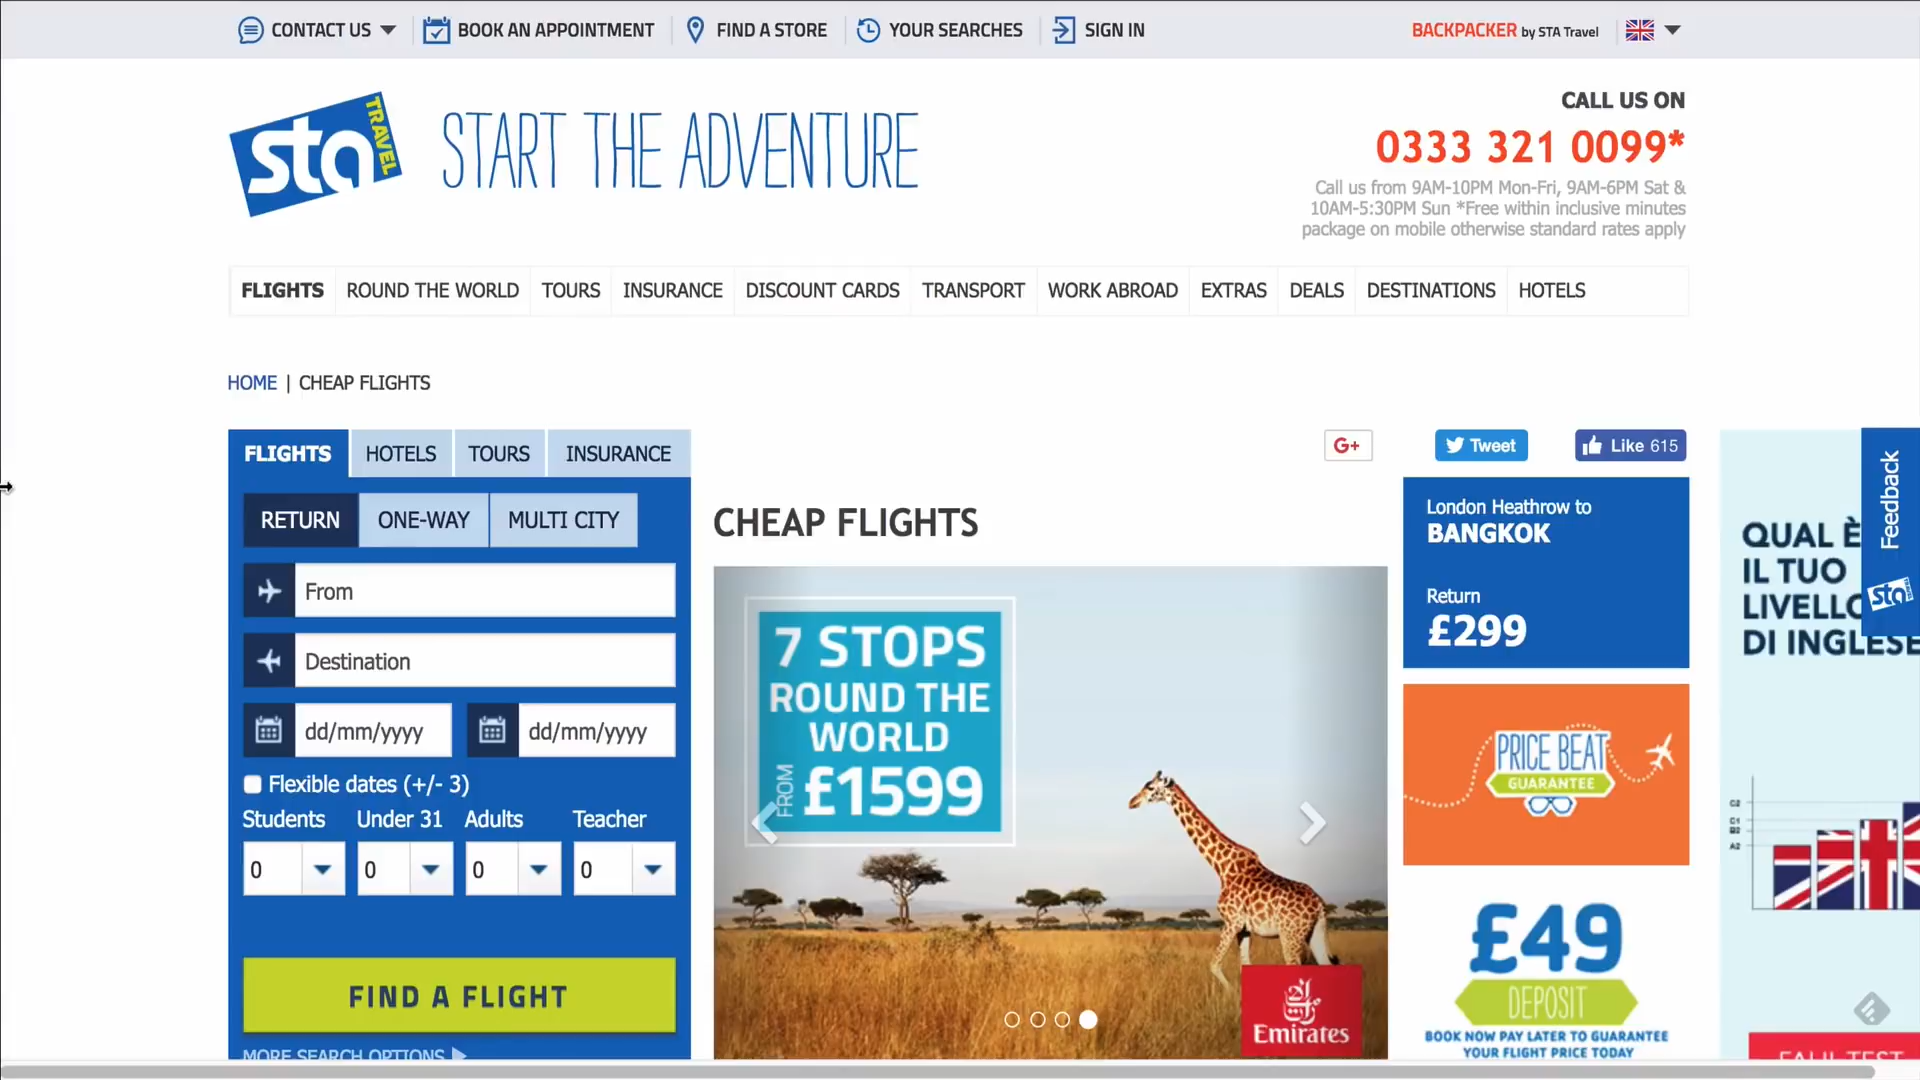 CONTACT US
BOOK AN APPOINTMENT
FIND A STORE
YOUR SEARCHES
SIGN IN
BACKPACKER by STA Travel
sta TRAVEL
START THE ADVENTURE
CALL US ON
0333 321 0099*
Call us from 9AM-10PM Mon-Fri, 9AM-6PM Sat &
10AM-5:30PM Sun *Free within inclusive minutes
package on mobile otherwise standard rates apply
FLIGHTS
ROUND THE WORLD
TOURS
INSURANCE
DISCOUNT CARDS
TRANSPORT
WORK ABROAD
EXTRAS
DEALS
DESTINATIONS
HOTELS
HOME | CHEAP FLIGHTS
FLIGHTS
HOTELS
TOURS
INSURANCE
RETURN
ONE-WAY
MULTI CITY
From
Destination
dd/mm/yyyy
dd/mm/yyyy
Flexible dates (+/- 3)
Students
Under 31
Adults
Teacher
0
0
0
0
FIND A FLIGHT
MORE SEARCH OPTIONS
G+
Tweet
Like 615
CHEAP FLIGHTS
7 STOPS
ROUND THE
WORLD
FROM £1599
Emirates
London Heathrow to
BANGKOK
Return
£299
PRICE BEAT
GUARANTEE
£49
DEPOSIT
BOOK NOW PAY LATER TO GUARANTEE
YOUR FLIGHT PRICE TODAY
QUAL È
IL TUO
LIVELLO
DI INGLESE
C2
C1
B2
A2
Feedback
sta